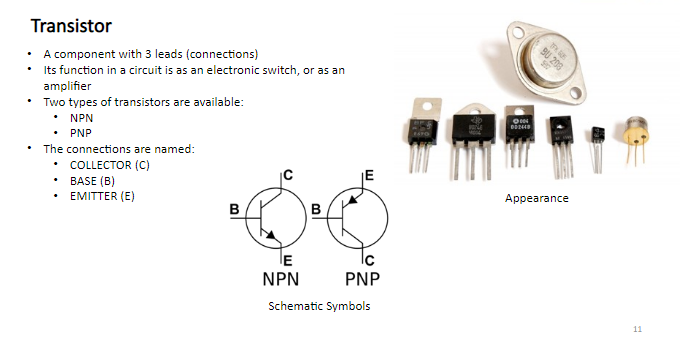 Transistor
• A component with 3 leads (connections)
• Its function in a circuit is as an electronic switch, or as an
amplifier
• Two types of transistors are available:
• NPN
• PNP
• The connections are named:
• COLLECTOR (C)
• BASE (B)
• EMITTER (E)
C
B
E
NPN
E
B
C
PNP
Schematic Symbols
Appearance
11